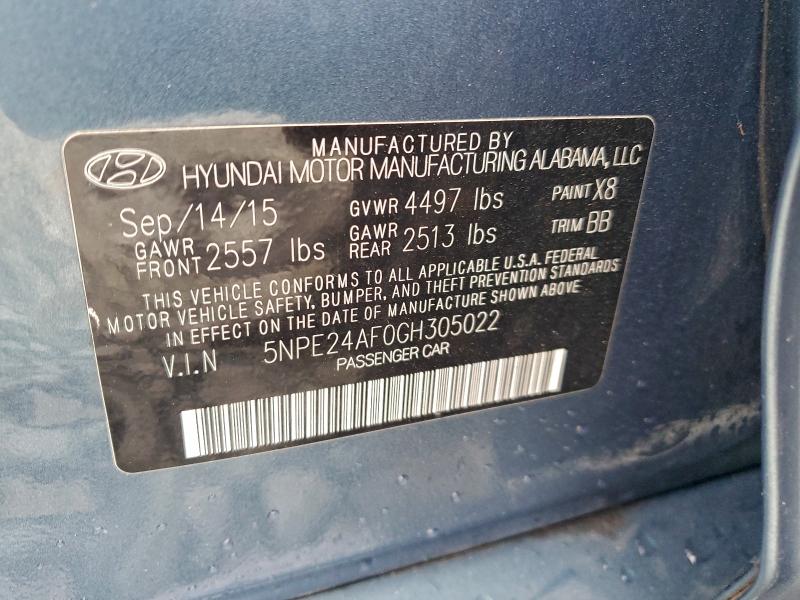 MANUFACTURED BY
HYUNDAI MOTOR MANUFACTURING ALABAMA, LLC
Sep/14/15 GVWR 4497 lbs PAINT X8
GAWR FRONT 2557 lbs GAWR REAR 2513 lbs TRIM BB
THIS VEHICLE CONFORMS TO ALL APPLICABLE U.S.A. FEDERAL
MOTOR VEHICLE SAFETY, BUMPER, AND THEFT PREVENTION STANDARDS
IN EFFECT ON THE DATE OF MANUFACTURE SHOWN ABOVE
V.I.N 5NPE24AF0GH305022
PASSENGER CAR